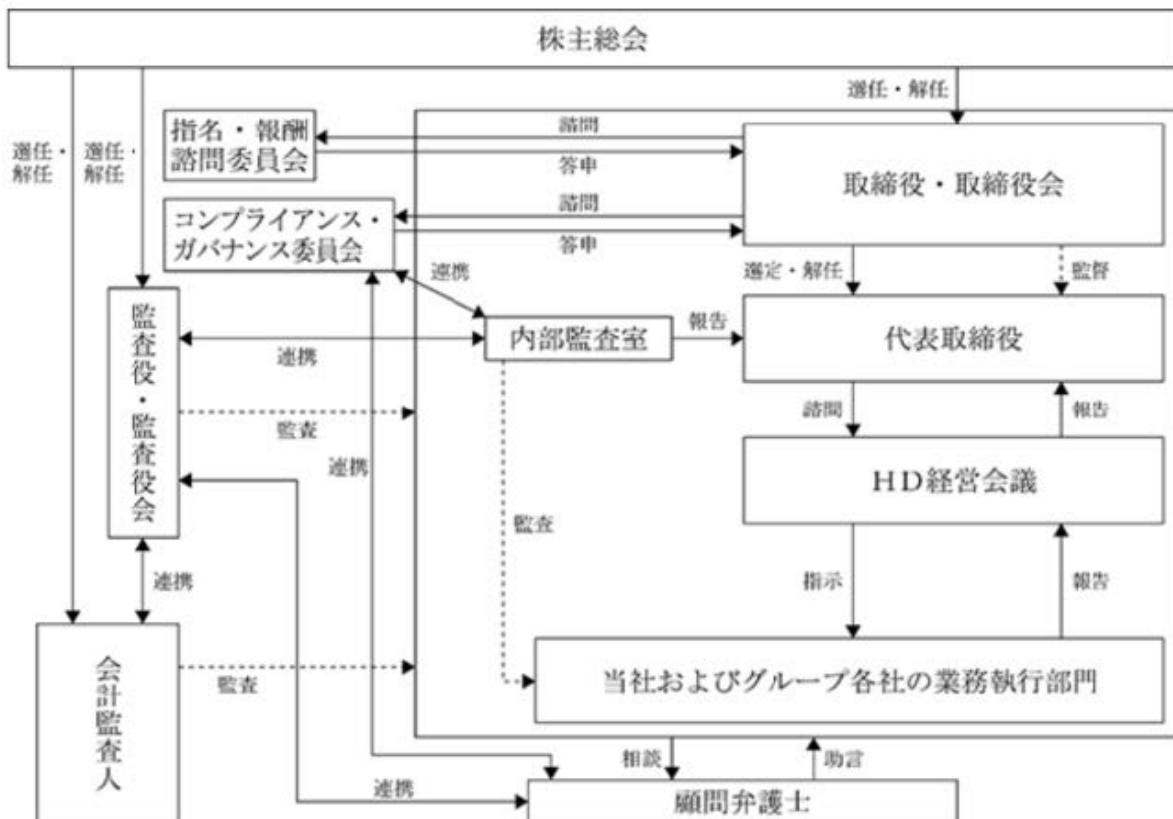 株主総会
選任・解任
選任・
解任
選任・
解任
指名・報酬
諮問委員会
諮問
答申
取締役・取締役会
コンプライアンス・
ガバナンス委員会
諮問
答申
連携
選定・解任
監督
監査役・監査役会
連携
内部監査室
報告
代表取締役
監査
連携
諮問
報告
HD経営会議
監査
連携
指示
報告
会計監査人
監査
当社およびグループ各社の業務執行部門
相談
助言
連携
顧問弁護士